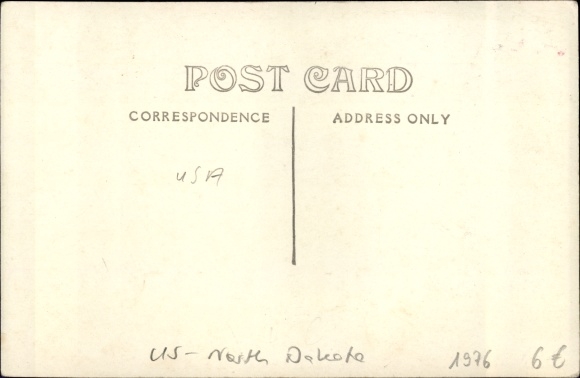 POST CARD
CORRESPONDENCE ADDRESS ONLY
USA
US - North Dakota 1976 6 €